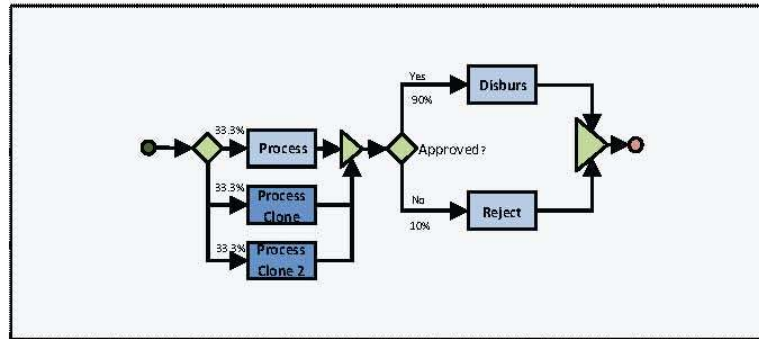 Yes
90%
Disburs
33.3%
Process
Approved?
33.3%
Process
Clone
No
10%
Reject
33.3%
Process
Clone 2